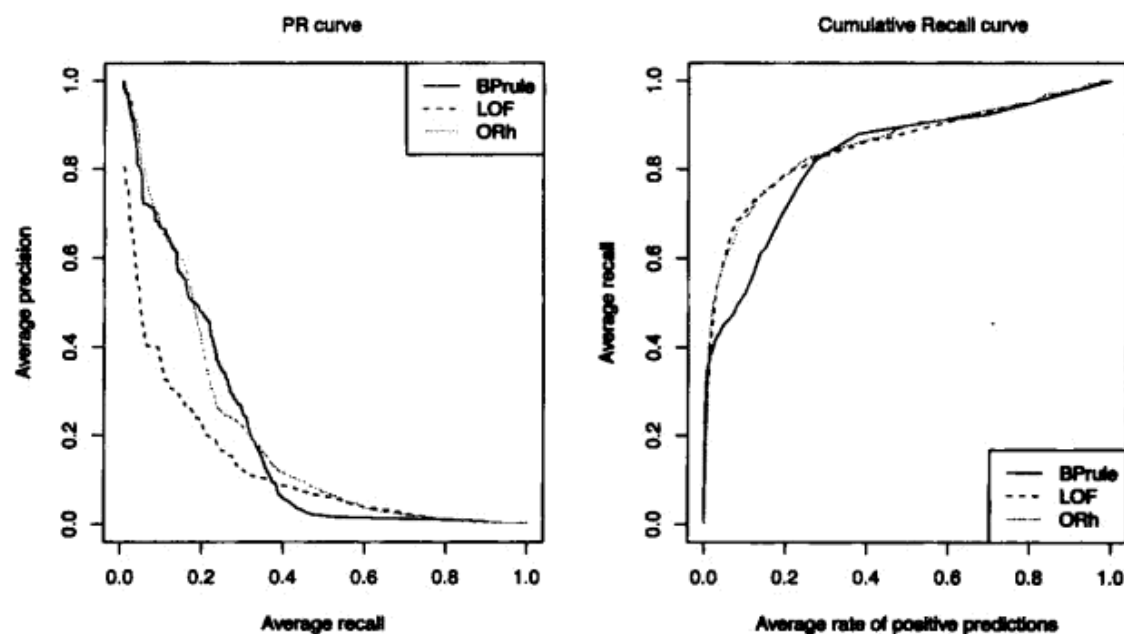 PR curve
BPrule
LOF
ORh
1.0
0.8
0.6
0.4
0.2
0.0
Average precision
0.0 0.2 0.4 0.6 0.8 1.0
Average recall
Cumulative Recall curve
1.0
0.8
0.6
0.4
0.2
0.0
Average recall
BPrule
LOF
ORh
0.0 0.2 0.4 0.6 0.8 1.0
Average rate of positive predictions